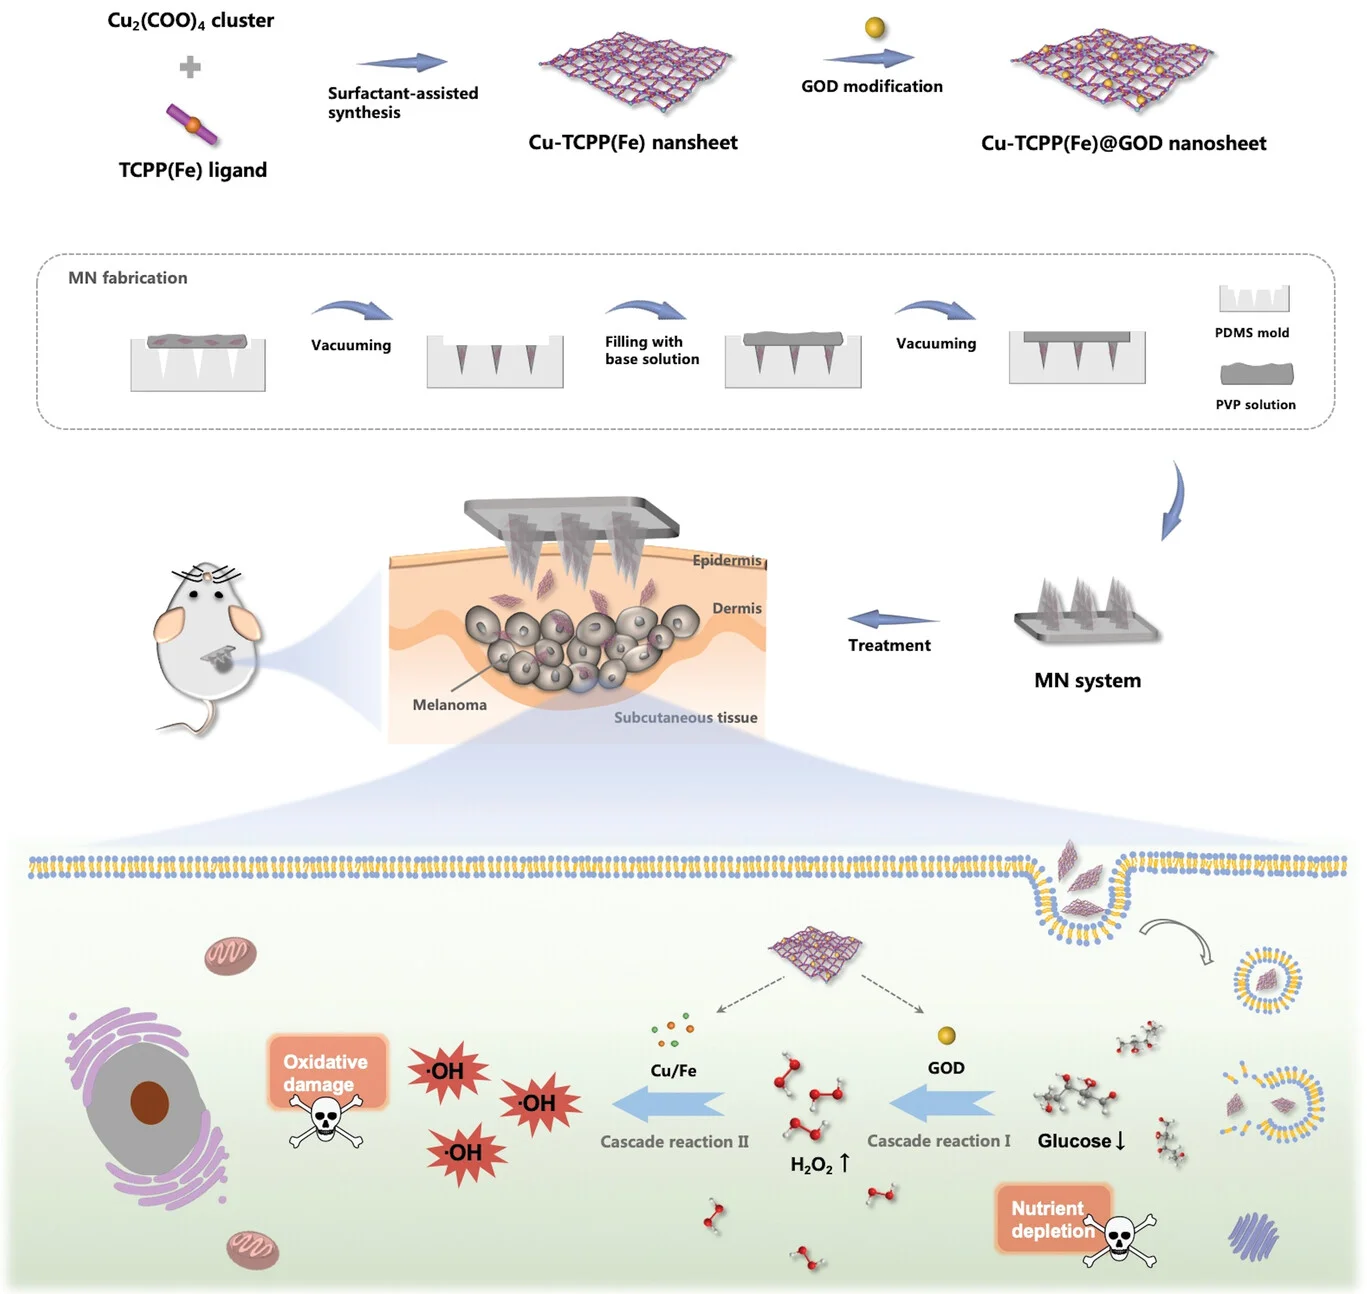 Cu₂(COO)₄ cluster
TCPP(Fe) ligand
Surfactant-assisted
synthesis
Cu-TCPP(Fe) nansheet
GOD modification
Cu-TCPP(Fe)@GOD nanosheet
MN fabrication
Vacuuming
Filling with
base solution
Vacuuming
PDMS mold
PVP solution
Epidermis
Dermis
Melanoma
Subcutaneous tissue
Treatment
MN system
Oxidative
damage
·OH
·OH
·OH
Cu/Fe
Cascade reaction II
H₂O₂ ↑
GOD
Cascade reaction I
Glucose ↓
Nutrient
depletion